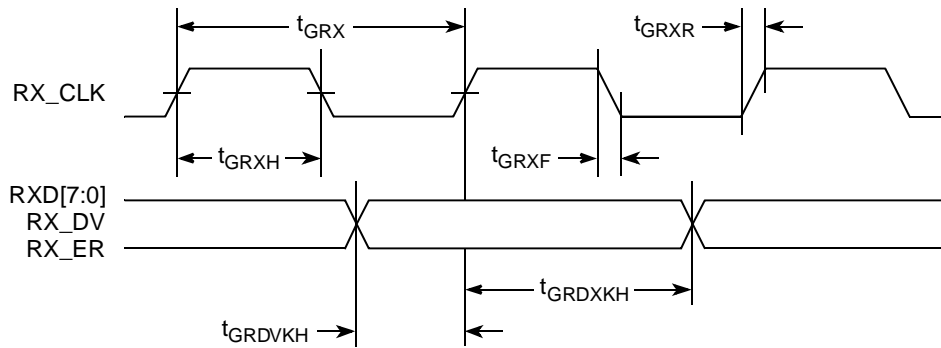 tGRX
tGRXR
RX_CLK
tGRXH
tGRXF
RXD[7:0]
RX_DV
RX_ER
tGRDXKH
tGRDVKH